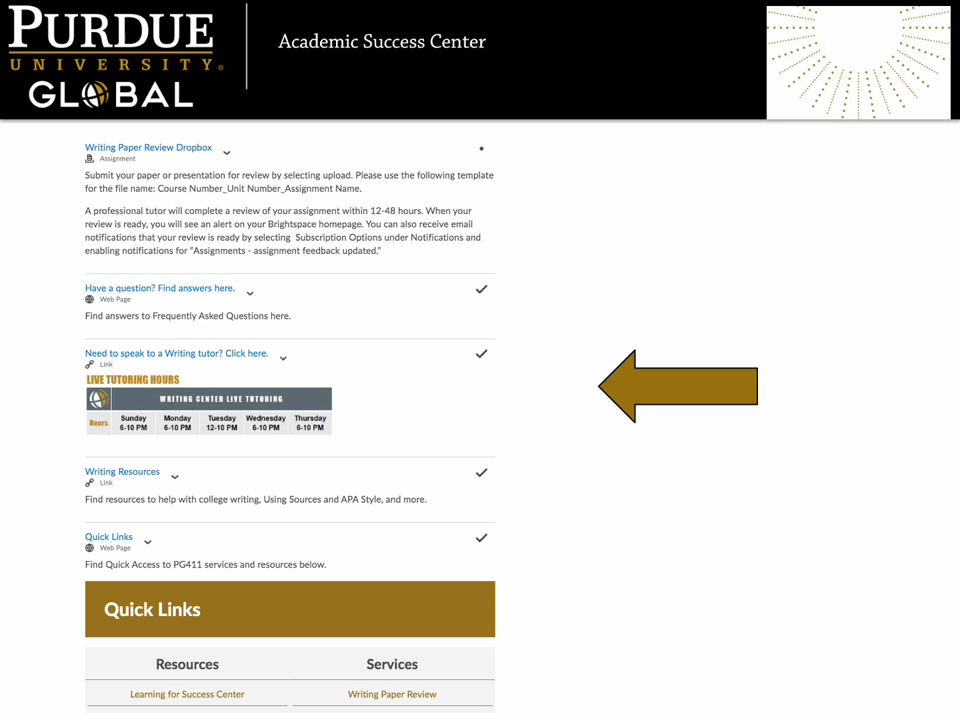 PURDUE
UNIVERSITY®
GLOBAL
Academic Success Center
Writing Paper Review Dropbox
Assignment
Submit your paper or presentation for review by selecting upload. Please use the following template
for the file name: Course Number_Unit Number_Assignment Name.
A professional tutor will complete a review of your assignment within 12-48 hours. When your
review is ready, you will see an alert on your Brightspace homepage. You can also receive email
notifications that your review is ready by selecting Subscription Options under Notifications and
enabling notifications for "Assignments - assignment feedback updated."
Have a question? Find answers here.
Web Page
Find answers to Frequently Asked Questions here.
Need to speak to a Writing tutor? Click here.
Link
LIVE TUTORING HOURS
WRITING CENTER LIVE TUTORING
Sunday Monday Tuesday Wednesday Thursday
Hours 6-10 PM 6-10 PM 12-10 PM 6-10 PM 6-10 PM
Writing Resources
Link
Find resources to help with college writing, Using Sources and APA Style, and more.
Quick Links
Web Page
Find Quick Access to PG411 services and resources below.
Quick Links
Resources Services
Learning for Success Center Writing Paper Review